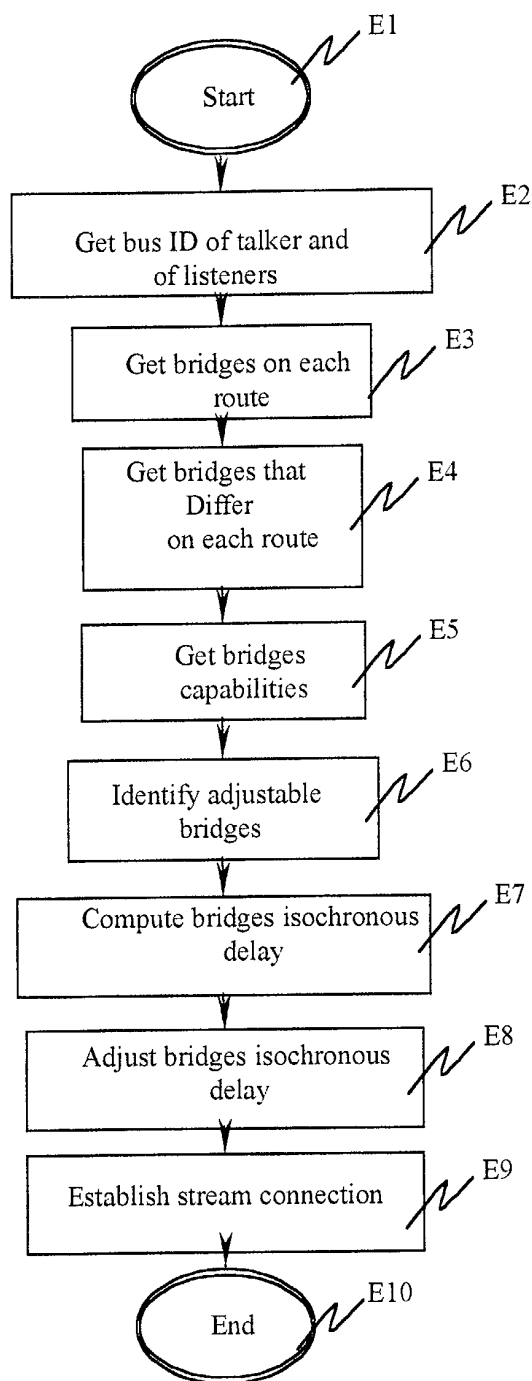 E1
Start
E2
Get bus ID of talker and
of listeners
E3
Get bridges on each
route
E4
Get bridges that
Differ
on each route
E5
Get bridges
capabilities
E6
Identify adjustable
bridges
E7
Compute bridges isochronous
delay
E8
Adjust bridges isochronous
delay
E9
Establish stream connection
E10
End